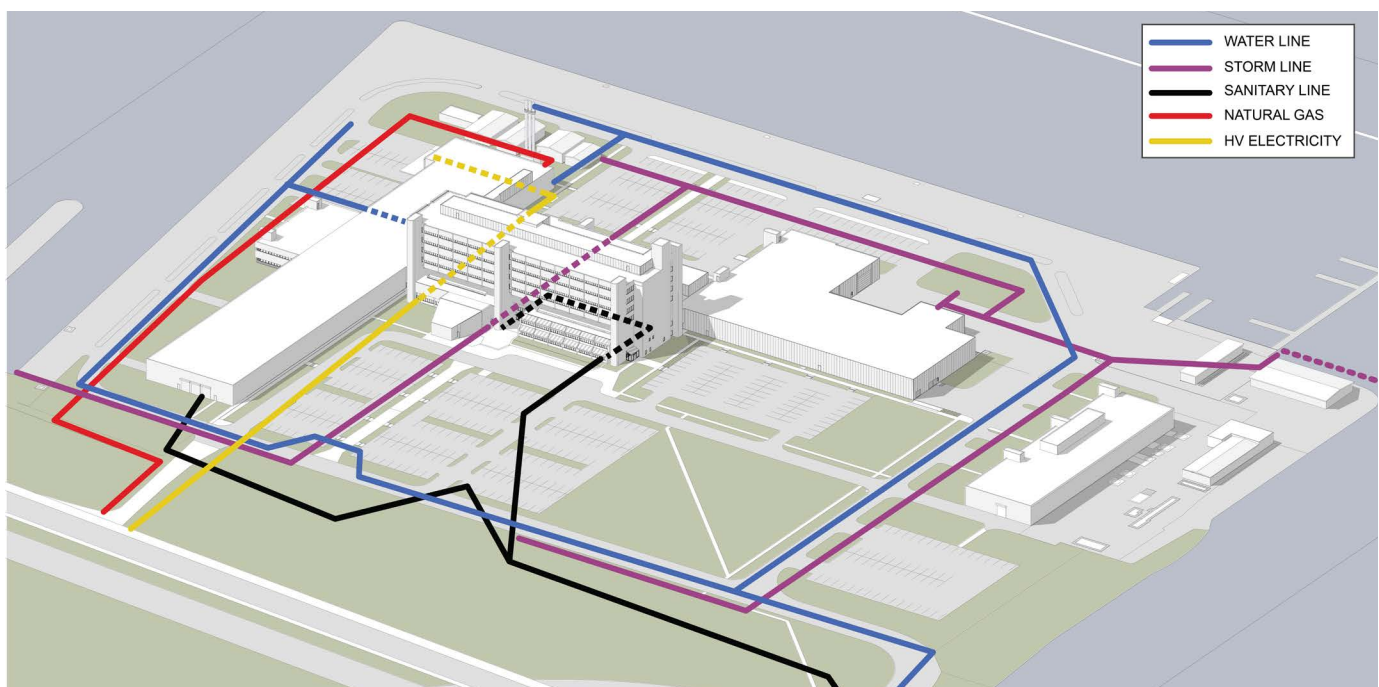 WATER LINE
STORM LINE
SANITARY LINE
NATURAL GAS
HV ELECTRICITY